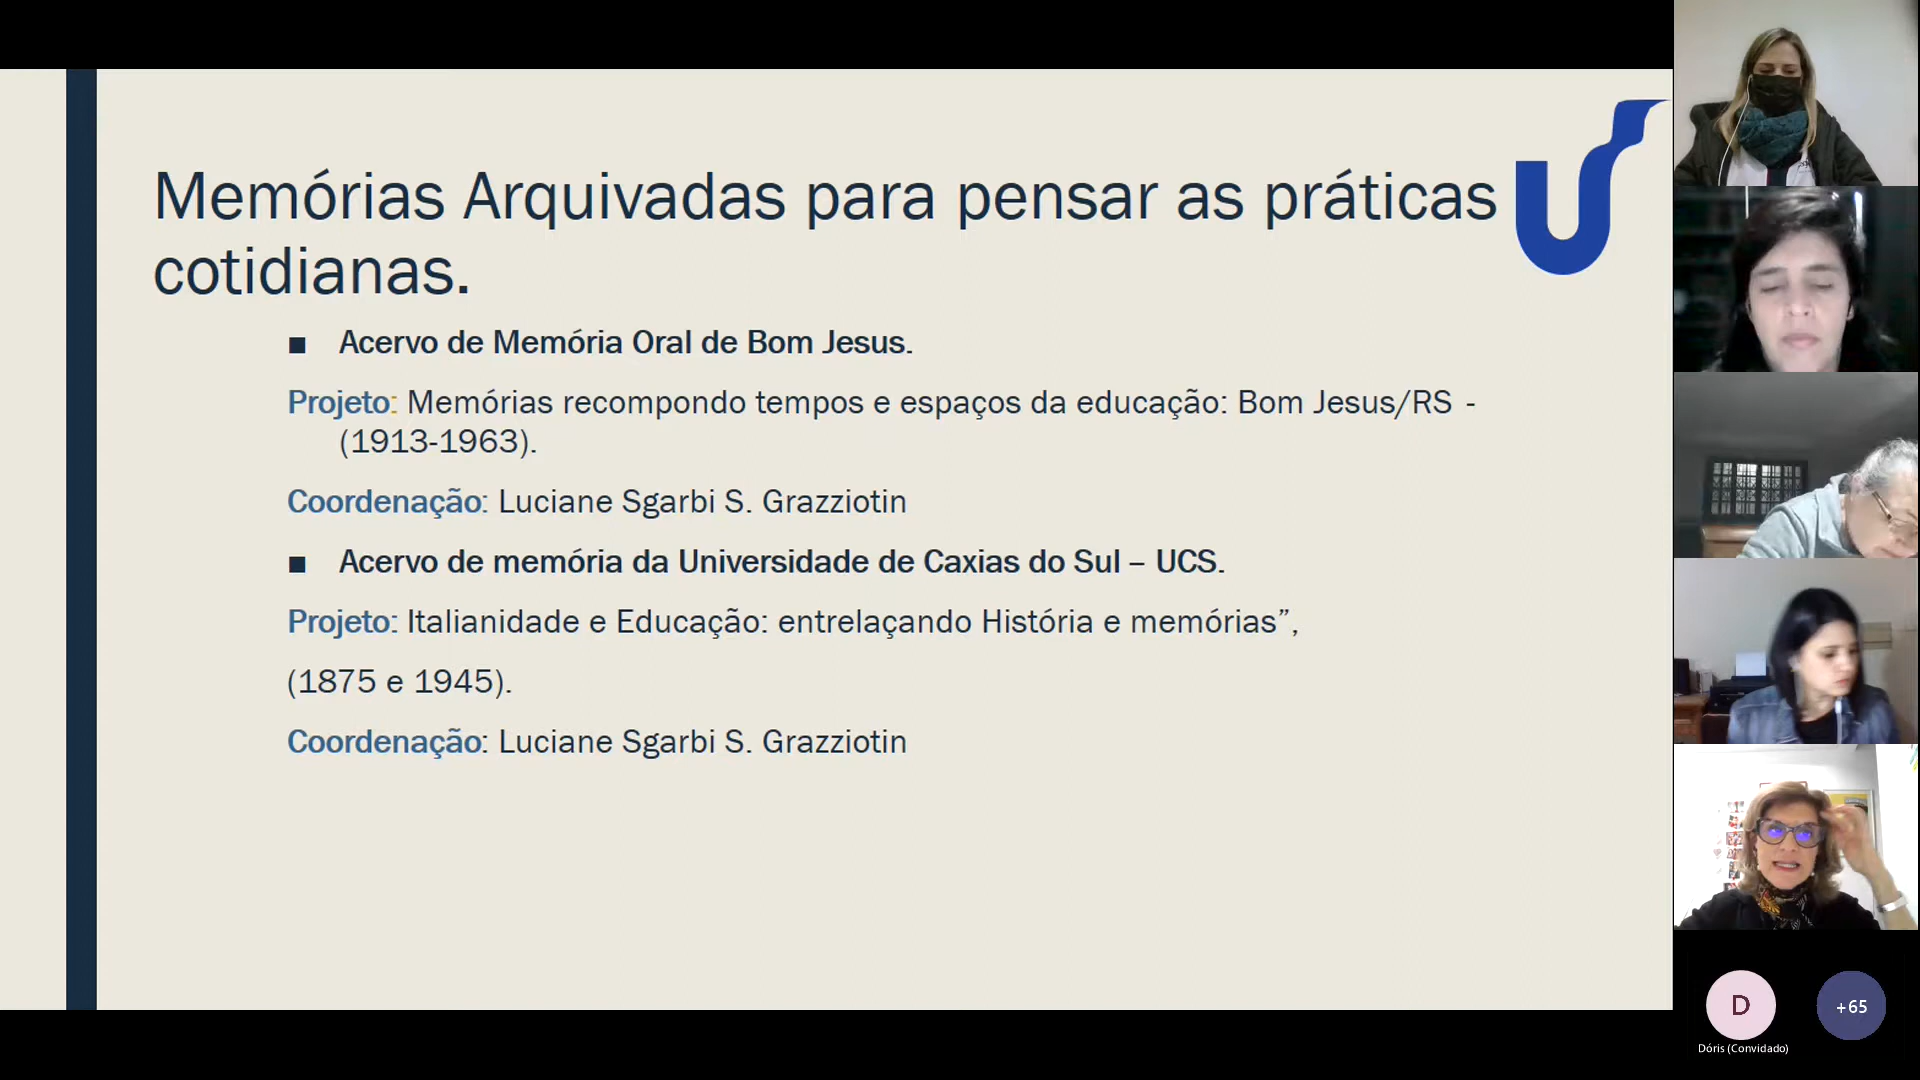 Memórias Arquivadas para pensar as práticas
cotidianas.
■ Acervo de Memória Oral de Bom Jesus.
Projeto: Memórias recompondo tempos e espaços da educação: Bom Jesus/RS -
(1913-1963).
Coordenação: Luciane Sgarbi S. Grazziotin
■ Acervo de memória da Universidade de Caxias do Sul – UCS.
Projeto: Italianidade e Educação: entrelaçando História e memórias”,
(1875 e 1945).
Coordenação: Luciane Sgarbi S. Grazziotin
D
+65
Dóris (Convidado)